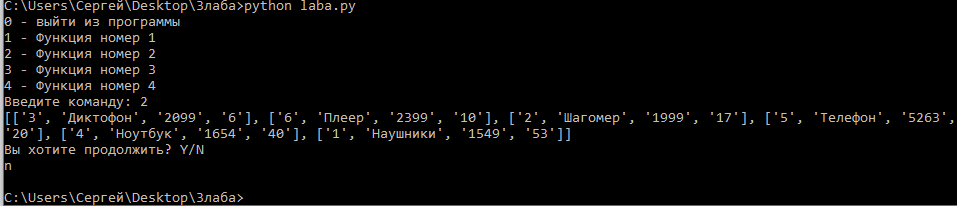 C:\Users\Сергей\Desktop\3лаба>python laba.py
0 - выйти из программы
1 - Функция номер 1
2 - Функция номер 2
3 - Функция номер 3
4 - Функция номер 4
Введите команду: 2
[['3', 'Диктофон', '2099', '6'], ['6', 'Плеер', '2399', '10'], ['2', 'Шагомер', '1999', '17'], ['5', 'Телефон', '5263',
'20'], ['4', 'Ноутбук', '1654', '40'], ['1', 'Наушники', '1549', '53']]
Вы хотите продолжить? Y/N
n
C:\Users\Сергей\Desktop\3лаба>